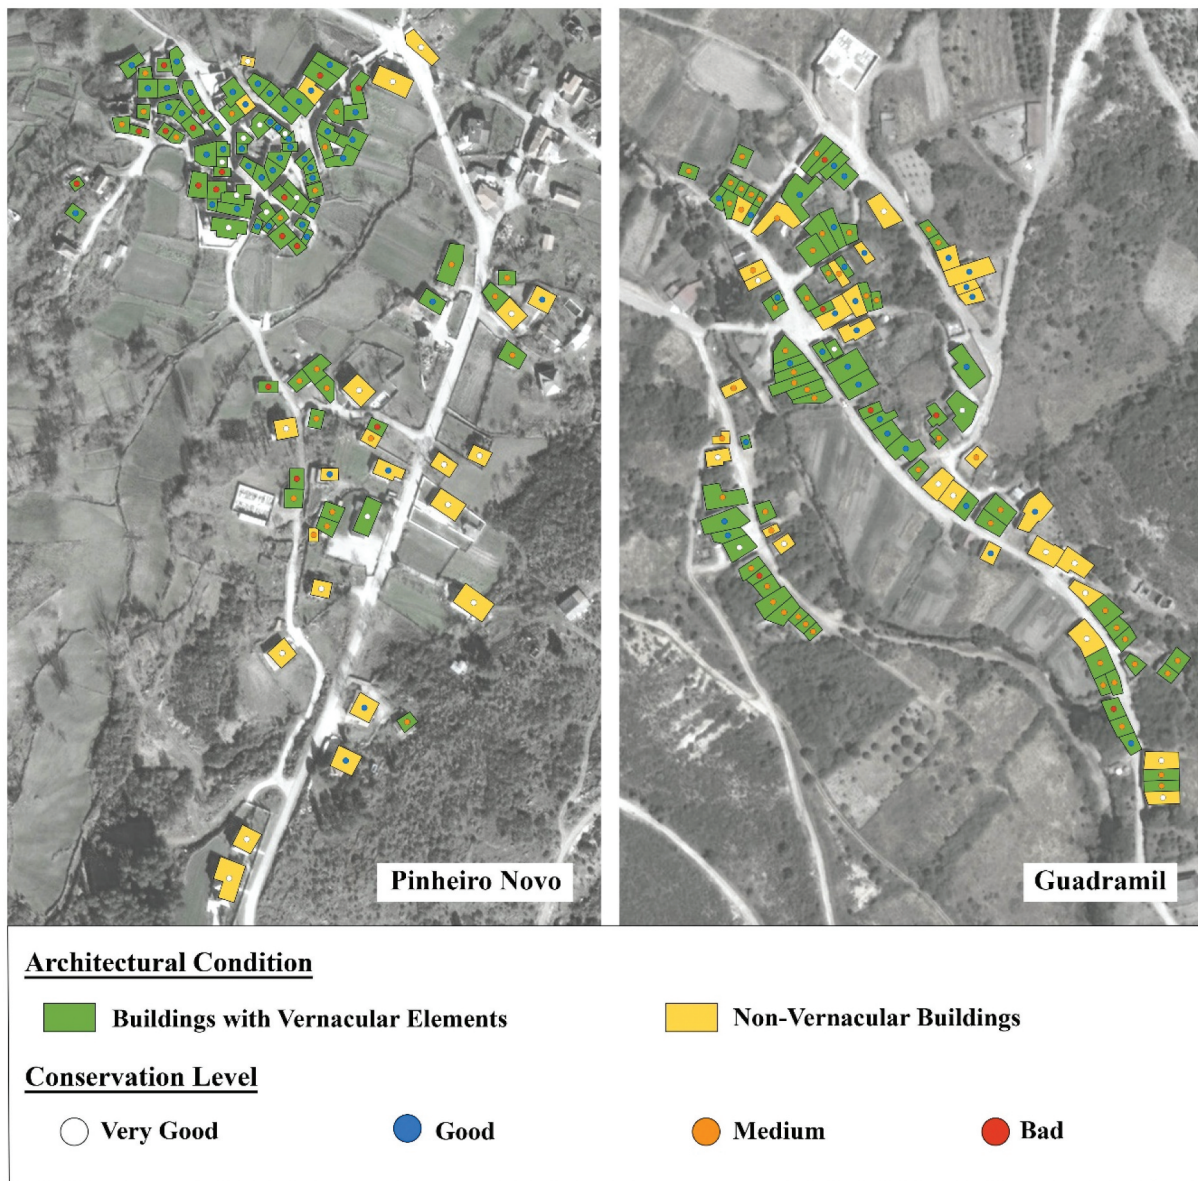 Pinheiro Novo
Guadramil
Architectural Condition
Buildings with Vernacular Elements
Non-Vernacular Buildings
Conservation Level
Very Good
Good
Medium
Bad